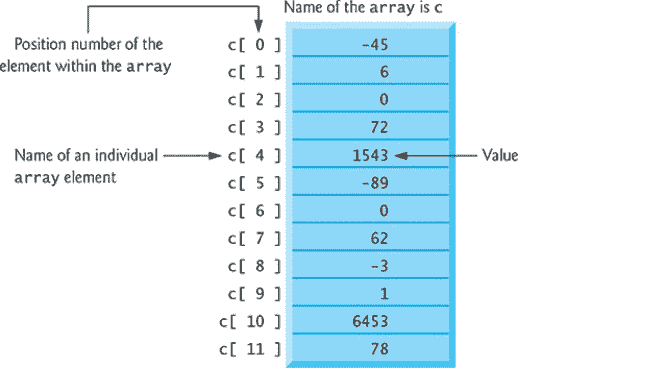 Name of the array is c
Position number of the
element within the array
c[ 0 ] -45
c[ 1 ] 6
c[ 2 ] 0
c[ 3 ] 72
Name of an individual
array element
c[ 4 ] 1543 Value
c[ 5 ] -89
c[ 6 ] 0
c[ 7 ] 62
c[ 8 ] -3
c[ 9 ] 1
c[ 10 ] 6453
c[ 11 ] 78